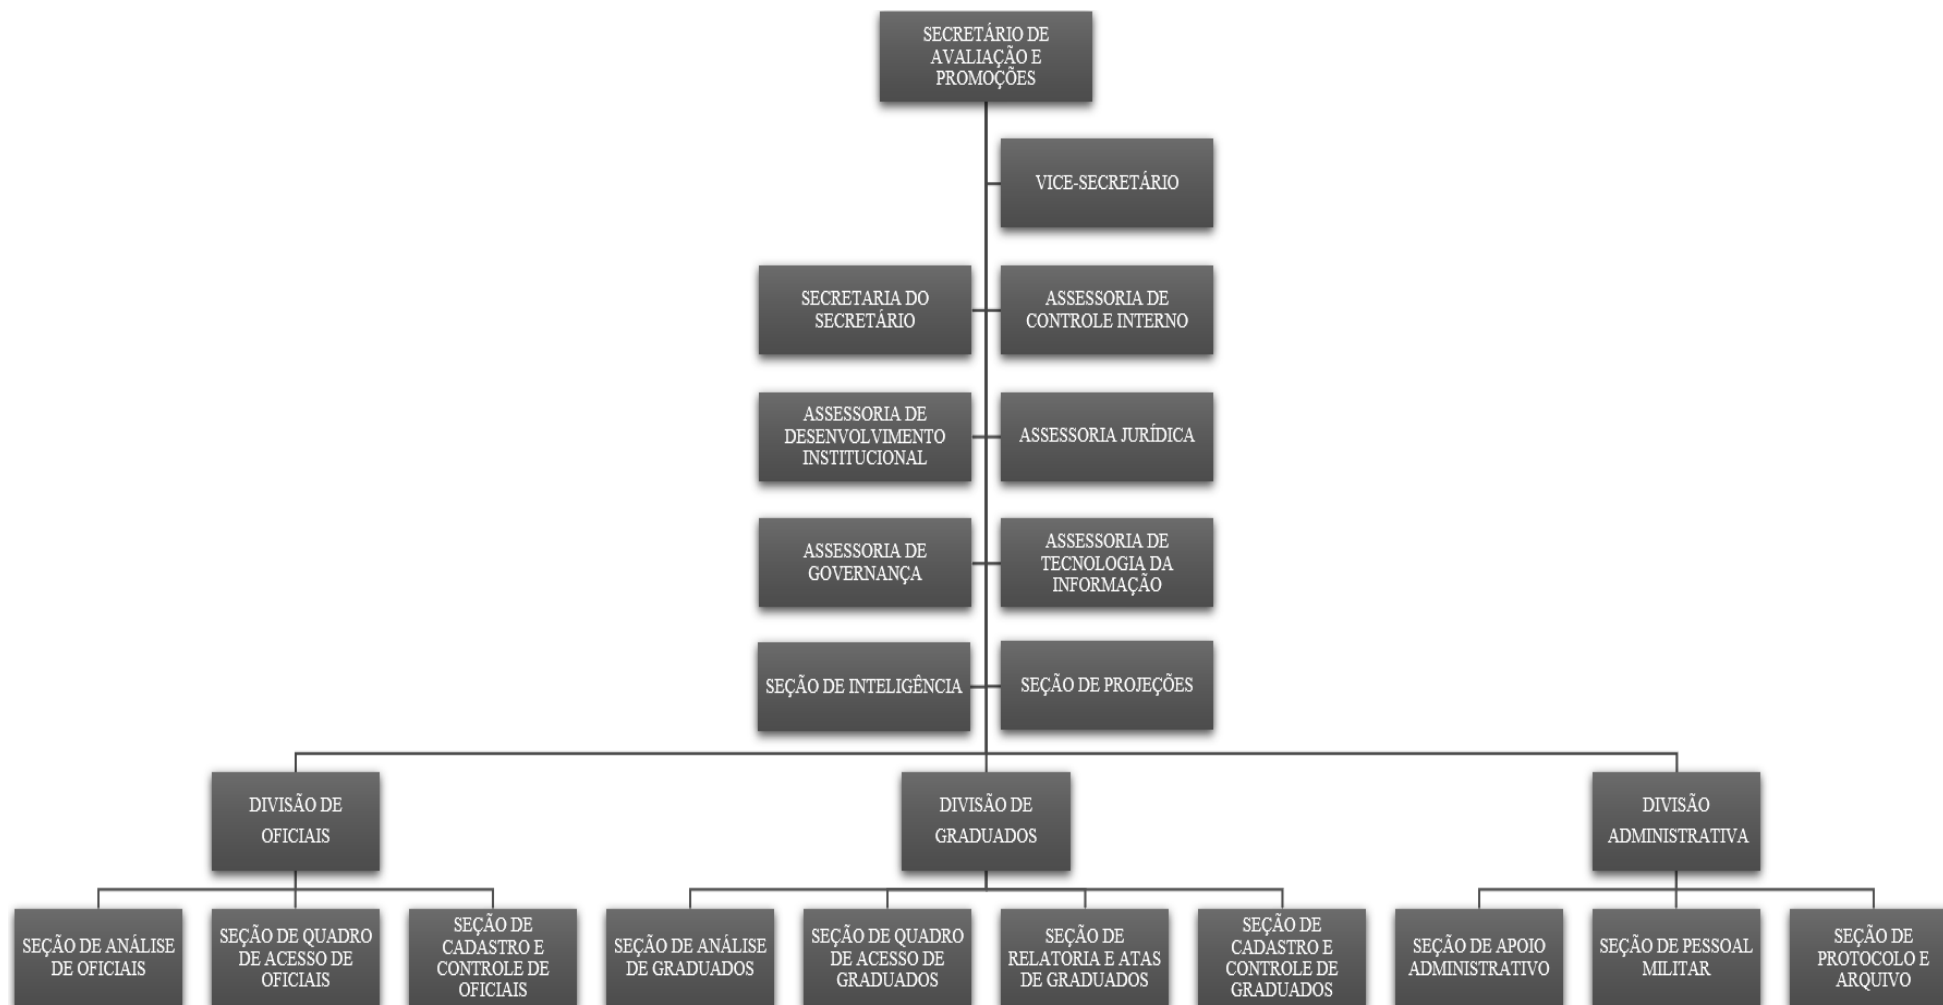 SECRETÁRIO DE
AVALIAÇÃO E
PROMOÇÕES
VICE-SECRETÁRIO
SECRETARIA DO
SECRETÁRIO
ASSESSORIA DE
CONTROLE INTERNO
ASSESSORIA DE
DESENVOLVIMENTO
INSTITUCIONAL
ASSESSORIA JURÍDICA
ASSESSORIA DE
GOVERNANÇA
ASSESSORIA DE
TECNOLOGIA DA
INFORMAÇÃO
SEÇÃO DE INTELIGÊNCIA
SEÇÃO DE PROJEÇÕES
DIVISÃO DE
OFICIAIS
DIVISÃO DE
GRADUADOS
DIVISÃO
ADMINISTRATIVA
SEÇÃO DE ANÁLISE
DE OFICIAIS
SEÇÃO DE QUADRO
DE ACESSO DE
OFICIAIS
SEÇÃO DE
CADASTRO E
CONTROLE DE
OFICIAIS
SEÇÃO DE ANÁLISE
DE GRADUADOS
SEÇÃO DE QUADRO
DE ACESSO DE
GRADUADOS
SEÇÃO DE
RELATORIA E ATAS
DE GRADUADOS
SEÇÃO DE
CADASTRO E
CONTROLE DE
GRADUADOS
SEÇÃO DE APOIO
ADMINISTRATIVO
SEÇÃO DE PESSOAL
MILITAR
SEÇÃO DE
PROTOCOLO E
ARQUIVO